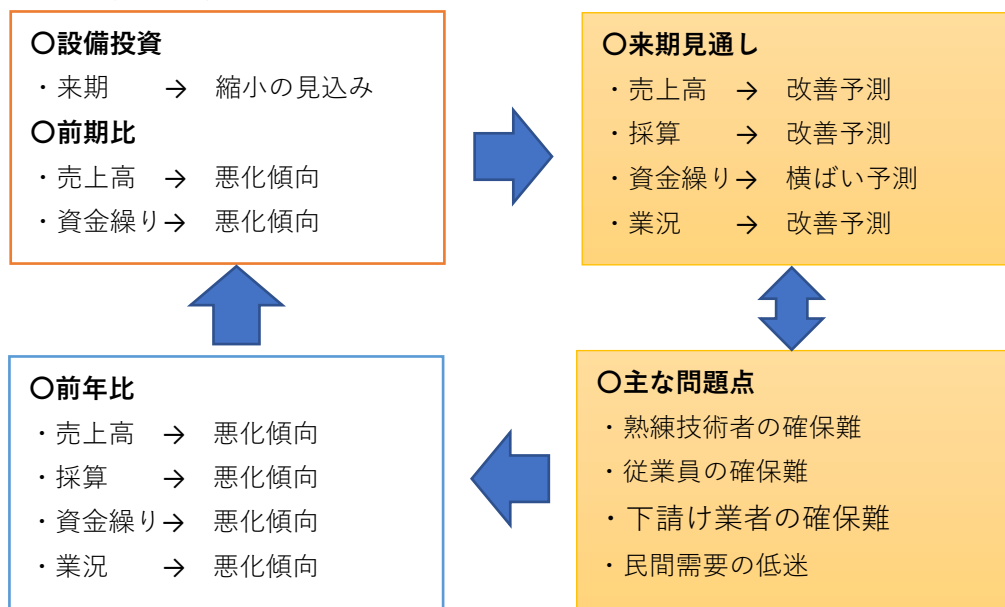 〇設備投資
・来期 → 縮小の見込み
〇前期比
・売上高 → 悪化傾向
・資金繰り→ 悪化傾向
〇来期見通し
・売上高 → 改善予測
・採算 → 改善予測
・資金繰り→ 横ばい予測
・業況 → 改善予測
〇前年比
・売上高 → 悪化傾向
・採算 → 悪化傾向
・資金繰り→ 悪化傾向
・業況 → 悪化傾向
〇主な問題点
・熟練技術者の確保難
・従業員の確保難
・下請け業者の確保難
・民間需要の低迷